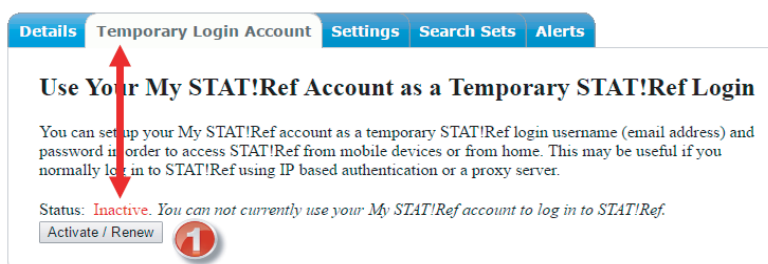 Details Temporary Login Account Settings Search Sets Alerts
Use Your My STAT!Ref Account as a Temporary STAT!Ref Login
You can set up your My STAT!Ref account as a temporary STAT!Ref login username (email address) and
password in order to access STAT!Ref from mobile devices or from home. This may be useful if you
normally log in to STAT!Ref using IP based authentication or a proxy server.
Status: Inactive. You can not currently use your My STAT!Ref account to log in to STAT!Ref.
Activate / Renew
1